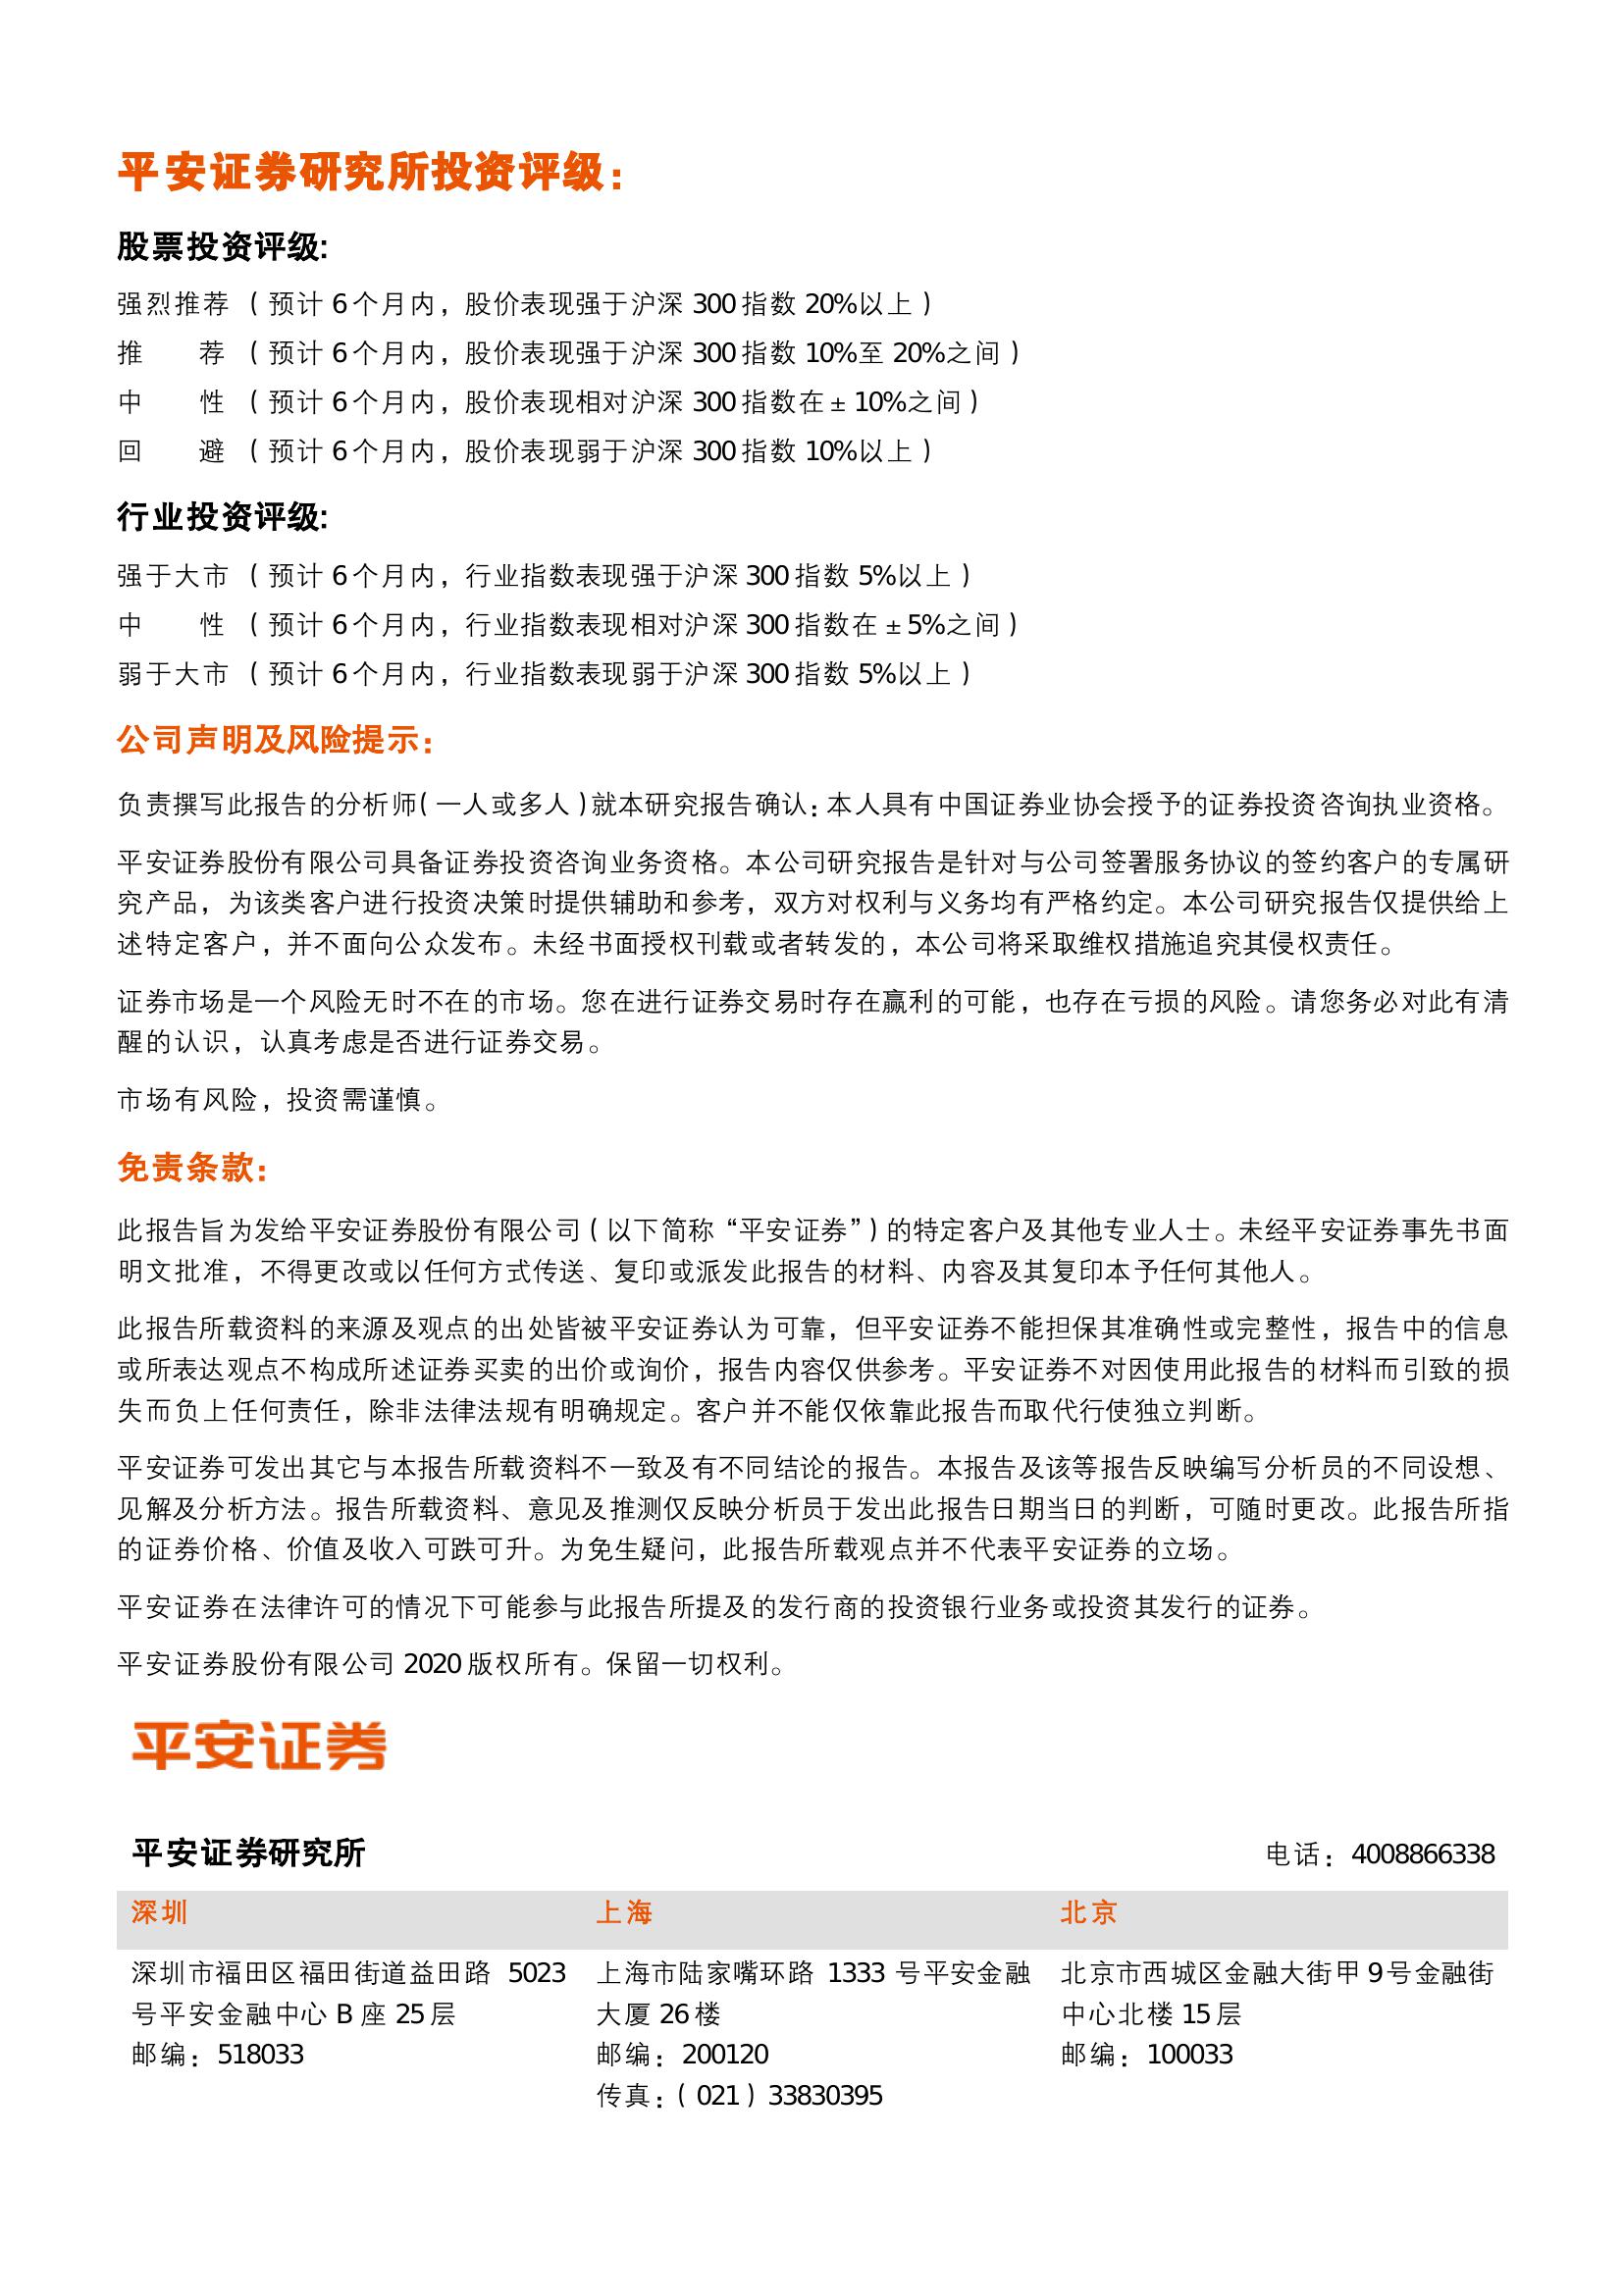 平安证券研究所投资评级：
股票投资评级:
强烈推荐 （预计 6 个月内，股价表现强于沪深 300 指数 20%以上）
推　　荐 （预计 6 个月内，股价表现强于沪深 300 指数 10%至 20%之间）
中　　性 （预计 6 个月内，股价表现相对沪深 300 指数在±10%之间）
回　　避 （预计 6 个月内，股价表现弱于沪深 300 指数 10%以上）
行业投资评级:
强于大市 （预计 6 个月内，行业指数表现强于沪深 300 指数 5%以上）
中　　性 （预计 6 个月内，行业指数表现相对沪深 300 指数在±5%之间）
弱于大市 （预计 6 个月内，行业指数表现弱于沪深 300 指数 5%以上）
公司声明及风险提示：
负责撰写此报告的分析师（一人或多人）就本研究报告确认：本人具有中国证券业协会授予的证券投资咨询执业资格。
平安证券股份有限公司具备证券投资咨询业务资格。本公司研究报告是针对与公司签署服务协议的签约客户的专属研
究产品，为该类客户进行投资决策时提供辅助和参考，双方对权利与义务均有严格约定。本公司研究报告仅提供给上
述特定客户，并不面向公众发布。未经书面授权刊载或者转发的，本公司将采取维权措施追究其侵权责任。
证券市场是一个风险无时不在的市场。您在进行证券交易时存在赢利的可能，也存在亏损的风险。请您务必对此有清
醒的认识，认真考虑是否进行证券交易。
市场有风险，投资需谨慎。
免责条款：
此报告旨为发给平安证券股份有限公司（以下简称“平安证券”）的特定客户及其他专业人士。未经平安证券事先书面
明文批准，不得更改或以任何方式传送、复印或派发此报告的材料、内容及其复印本予任何其他人。
此报告所载资料的来源及观点的出处皆被平安证券认为可靠，但平安证券不能担保其准确性或完整性，报告中的信息
或所表达观点不构成所述证券买卖的出价或询价，报告内容仅供参考。平安证券不对因使用此报告的材料而引致的损
失而负上任何责任，除非法律法规有明确规定。客户并不能仅依靠此报告而取代行使独立判断。
平安证券可发出其它与本报告所载资料不一致及有不同结论的报告。本报告及该等报告反映编写分析员的不同设想、
见解及分析方法。报告所载资料、意见及推测仅反映分析员于发出此报告日期当日的判断，可随时更改。此报告所指
的证券价格、价值及收入可跌可升。为免生疑问，此报告所载观点并不代表平安证券的立场。
平安证券在法律许可的情况下可能参与此报告所提及的发行商的投资银行业务或投资其发行的证券。
平安证券股份有限公司 2020 版权所有。保留一切权利。
平安证券
平安证券研究所 电话：4008866338
深圳 上海 北京
深圳市福田区福田街道益田路 5023 上海市陆家嘴环路 1333 号平安金融 北京市西城区金融大街甲 9 号金融街
号平安金融中心 B 座 25 层 大厦 26 楼 中心北楼 15 层
邮编：518033 邮编：200120 邮编：100033
传真：（021）33830395